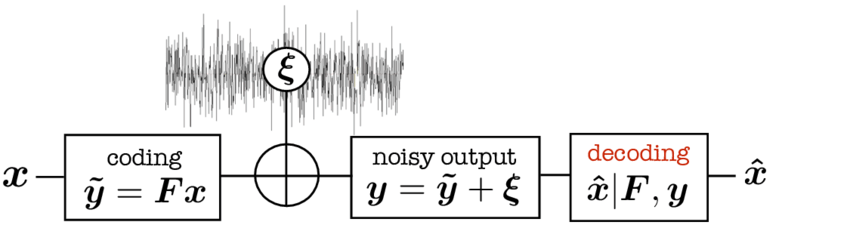 ξ
x
coding
ỹ = Fx
noisy output
y = ỹ + ξ
decoding
x̂|F, y
x̂